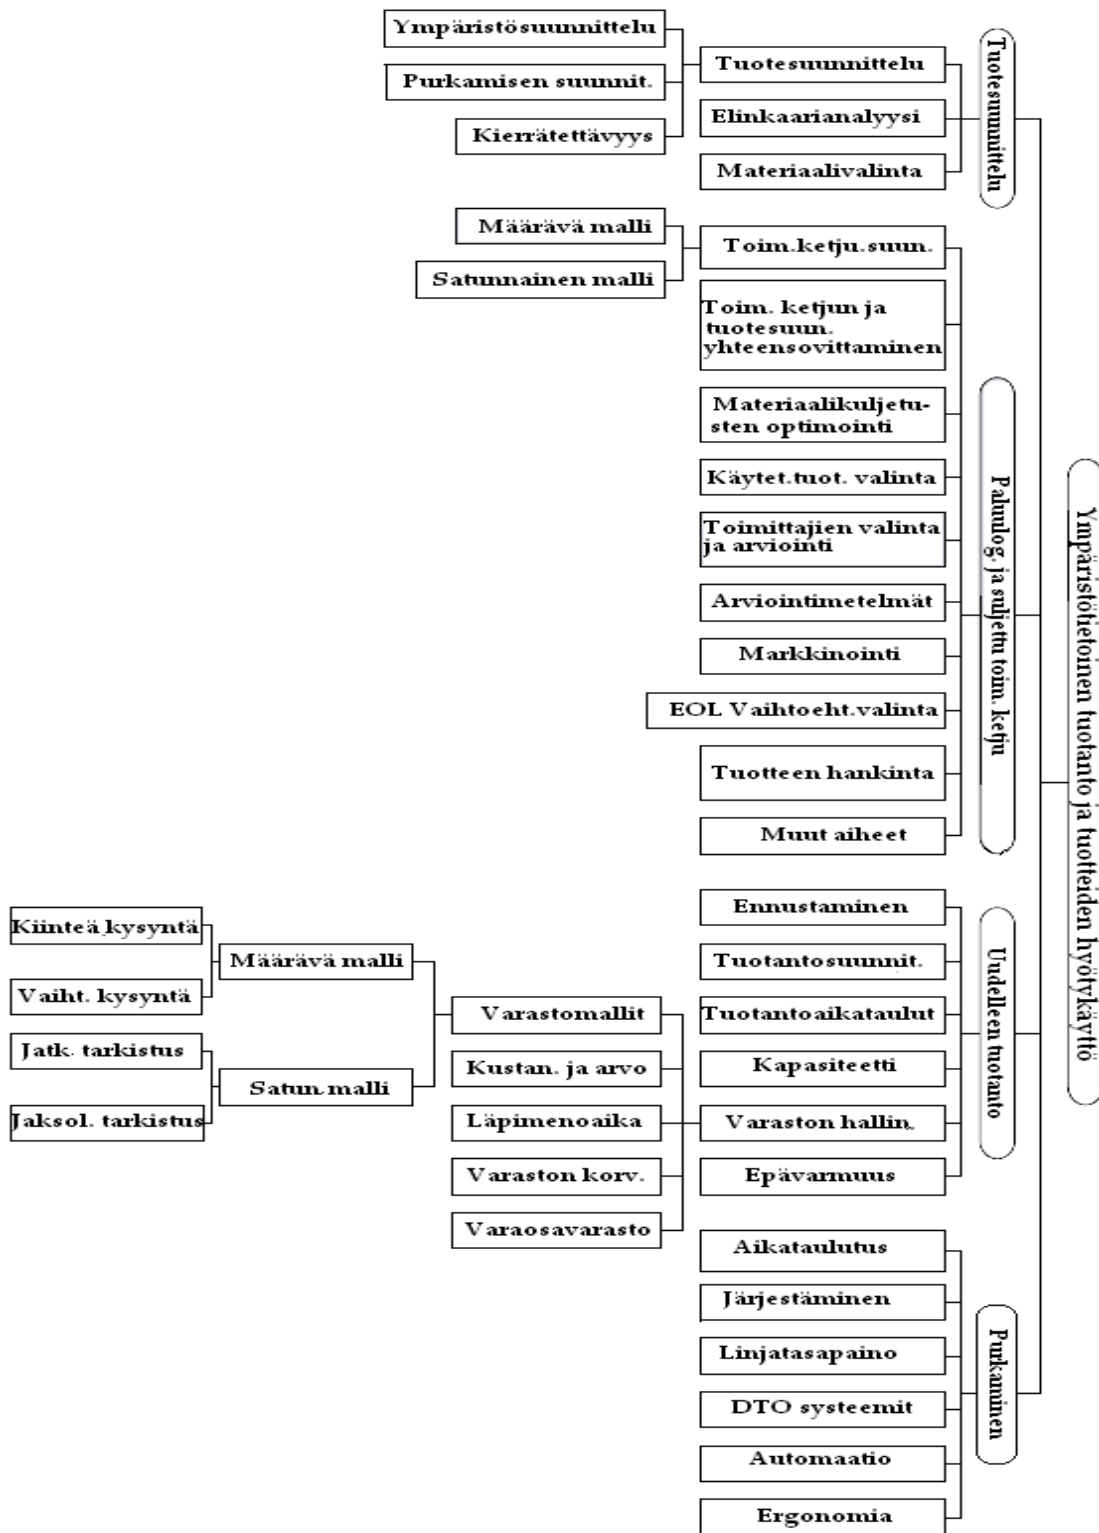 Ympäristösuunnittelu
Purkamisen suunnit.
Kierrätettävyys
Tuotesuunnittelu
Elinkaarianalyysi
Materiaalivalinta
Tuotesuunnittelu
Määrävä malli
Satunnainen malli
Toim.ketju.suun.
Toim. ketjun ja
tuotesuun.
yhteensovittaminen
Materiaalikuljetu-
sten optimointi
Käytet.tuot. valinta
Toimittajien valinta
ja arviointi
Arviointimetelmät
Markkinointi
EOL Vaihtoeht.valinta
Tuotteen hankinta
Muut aiheet
Paluulog. ja suljettu toim. ketju
Ympäristötietoinen tuotanto ja tuotteiden hyötykäyttö
Kiinteä kysyntä
Vaiht. kysyntä
Jatk. tarkistus
Jaksol. tarkistus
Määrävä malli
Satun.malli
Varastomallit
Kustan. ja arvo
Läpimenoaika
Varaston korv.
Varaosavarasto
Ennustaminen
Tuotantosuunnit.
Tuotantoaikataulut
Kapasiteetti
Varaston hallin.
Epävarmuus
Uudelleen tuotanto
Aikataulutus
Järjestäminen
Linjatasapaino
DTO systeemit
Automaatio
Ergonomia
Purkaminen